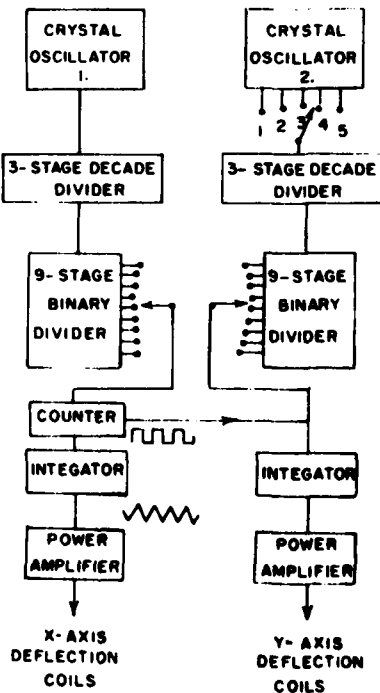 CRYSTAL
OSCILLATOR
1.
3-STAGE DECADE
DIVIDER
9-STAGE
BINARY
DIVIDER
COUNTER
INTEGATOR
POWER
AMPLIFIER
X-AXIS
DEFLECTION
COILS
CRYSTAL
OSCILLATOR
2.
1 2 3 4 5
3-STAGE DECADE
DIVIDER
9-STAGE
BINARY
DIVIDER
INTEGATOR
POWER
AMPLIFIER
Y-AXIS
DEFLECTION
COILS